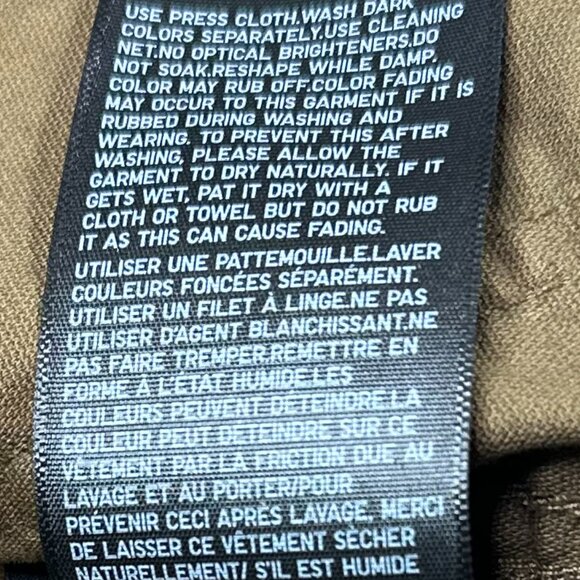 USE PRESS CLOTH.WASH DARK
COLORS SEPARATELY.USE CLEANING
NET.NO OPTICAL BRIGHTENERS.DO
NOT SOAK.RESHAPE WHILE DAMP.
COLOR MAY RUB OFF.COLOR FADING
MAY OCCUR TO THIS GARMENT IF IT IS
RUBBED DURING WASHING AND
WEARING. TO PREVENT THIS AFTER
WASHING, PLEASE ALLOW THE
GARMENT TO DRY NATURALLY. IF IT
GETS WET, PAT IT DRY WITH A
CLOTH OR TOWEL BUT DO NOT RUB
IT AS THIS CAN CAUSE FADING.
UTILISER UNE PATTEMOUILLE.LAVER
COULEURS FONCÉES SÉPARÉMENT.
UTILISER UN FILET À LINGE.NE PAS
UTILISER D'AGENT BLANCHISSANT.NE
PAS FAIRE TREMPER.REMETTRE EN
FORME À L'ÉTAT HUMIDE.LES
COULEURS PEUVENT DÉTEINDRE.LA
COULEUR PEUT DÉTEINDRE SUR CE
VÊTEMENT PAR LA FRICTION DUE AU
LAVAGE ET AU PORTER/POUR
PRÉVENIR CECI APRÈS LAVAGE, MERCI
DE LAISSER CE VÊTEMENT SÉCHER
NATURELLEMENT/ S'IL EST HUMIDE